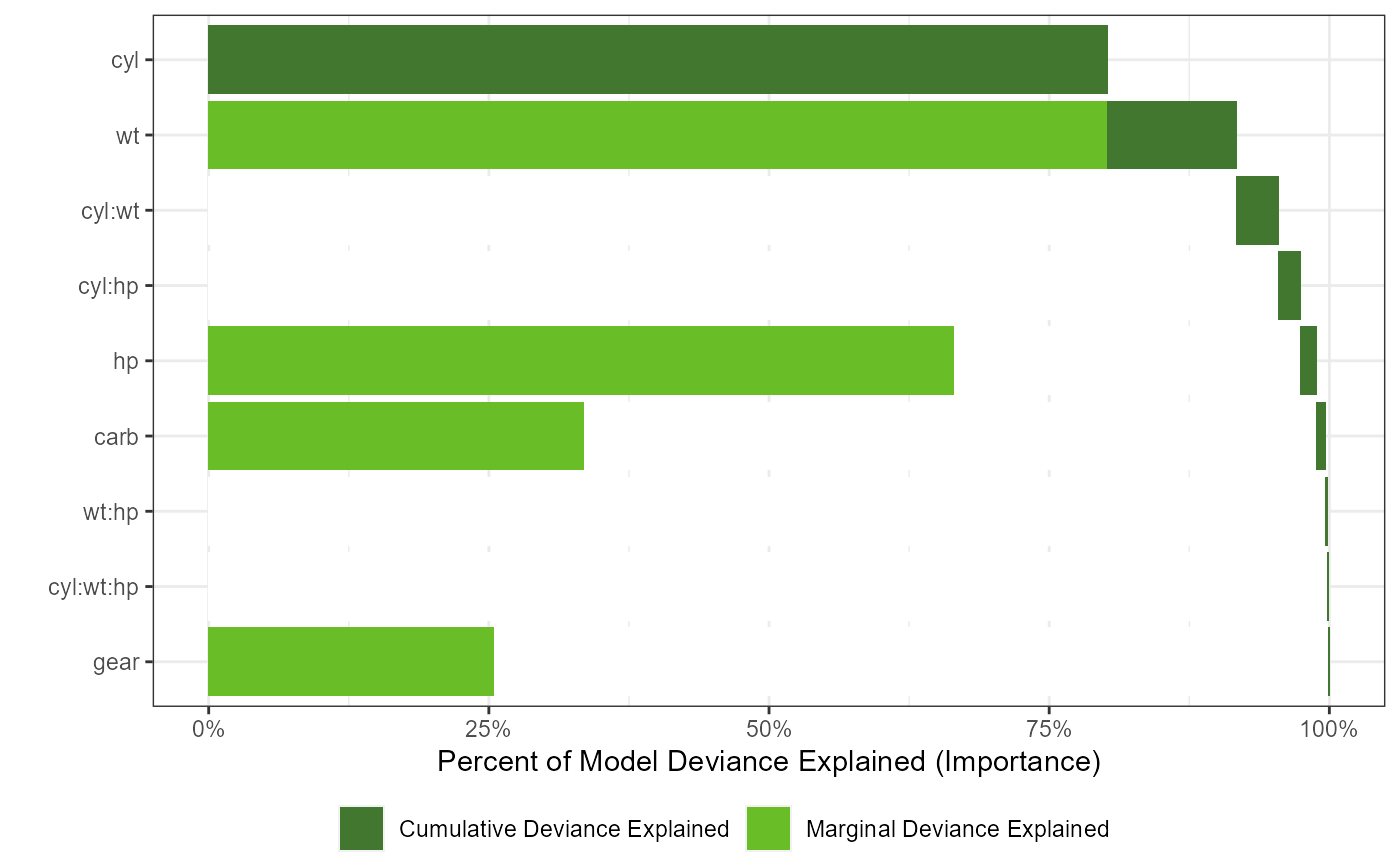 cyl
wt
cyl:wt
cyl:hp
hp
carb
wt:hp
cyl:wt:hp
gear
0% 25% 50% 75% 100%
Percent of Model Deviance Explained (Importance)
Cumulative Deviance Explained Marginal Deviance Explained